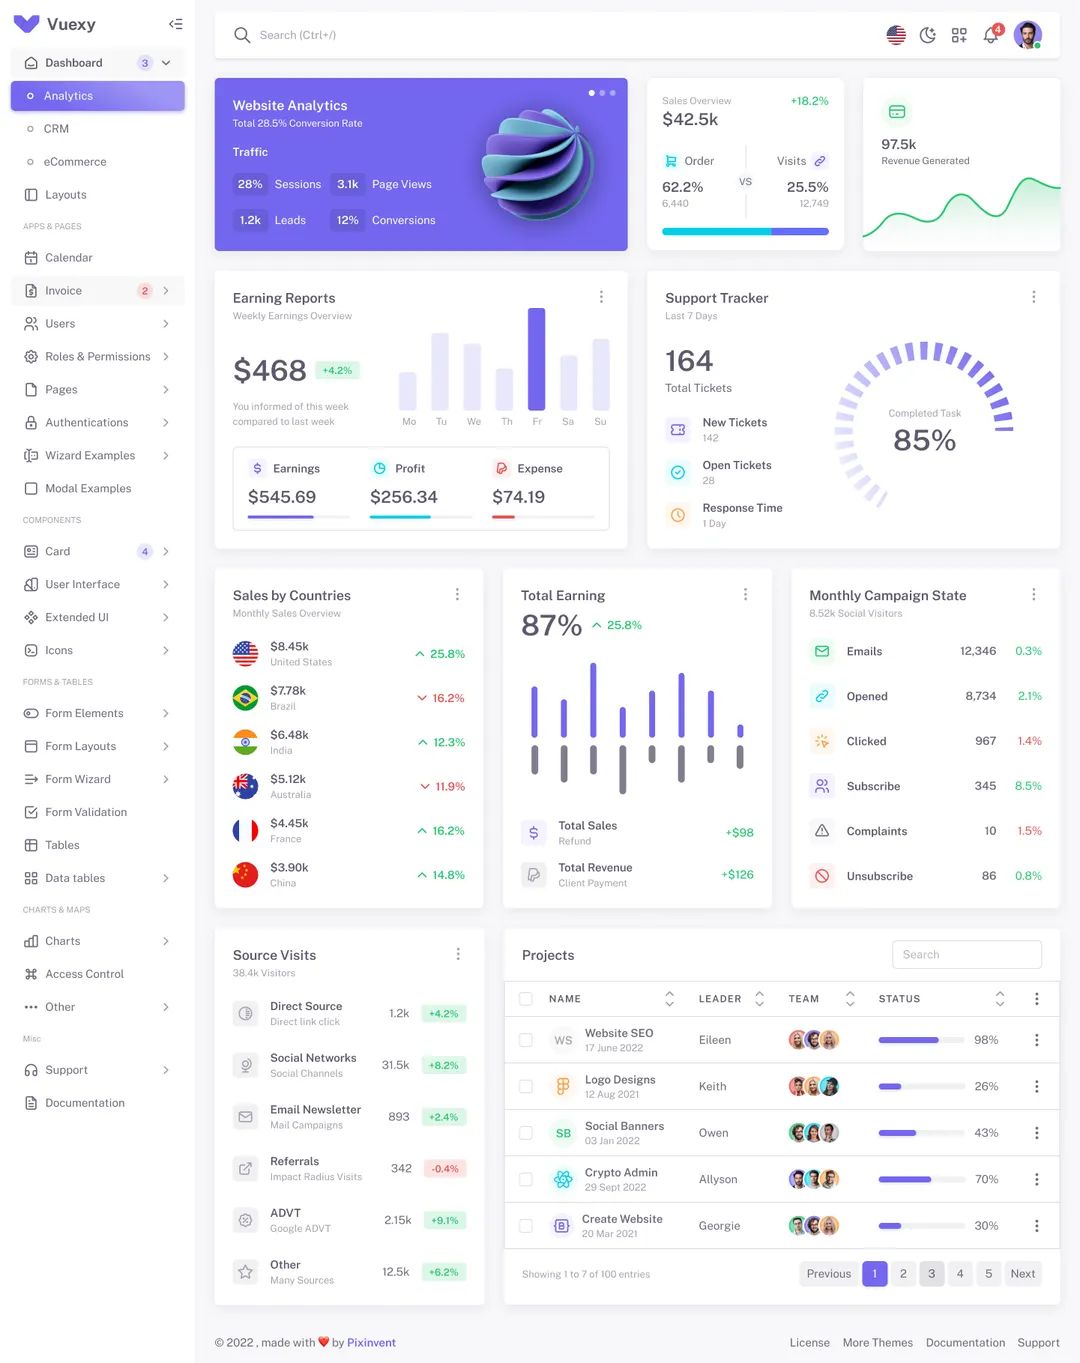 Vuexy
Dashboard 3
Analytics
CRM
eCommerce
Layouts
APPS & PAGES
Calendar
Invoice 2
Users
Roles & Permissions
Pages
Authentications
Wizard Examples
Modal Examples
COMPONENTS
Card 4
User Interface
Extended UI
Icons
FORMS & TABLES
Form Elements
Form Layouts
Form Wizard
Form Validation
Tables
Data tables
CHARTS & MAPS
Charts
Access Control
Other
Misc
Support
Documentation
Search (Ctrl+/)
4
Website Analytics
Total 28.5% Conversion Rate
Traffic
28% Sessions 3.1k Page Views
1.2k Leads 12% Conversions
Sales Overview +18.2%
$42.5k
Order Visits
VS
62.2% 25.5%
6,440 12,749
97.5k
Revenue Generated
Earning Reports
Weekly Earnings Overview
$468 +4.2%
You informed of this week
compared to last week
Mo Tu We Th Fr Sa Su
Earnings Profit Expense
$545.69 $256.34 $74.19
Support Tracker
Last 7 Days
164
Total Tickets
New Tickets
142
Open Tickets
28
Response Time
1 Day
Completed Task
85%
Sales by Countries
Monthly Sales Overview
$8.45k
United States
25.8%
$7.78k
Brazil
16.2%
$6.48k
India
12.3%
$5.12k
Australia
11.9%
$4.45k
France
16.2%
$3.90k
China
14.8%
Total Earning
87% 25.8%
Total Sales
Refund
+$98
Total Revenue
Client Payment
+$126
Monthly Campaign State
8.52k Social Visitors
Emails 12,346 0.3%
Opened 8,734 2.1%
Clicked 967 1.4%
Subscribe 345 8.5%
Complaints 10 1.5%
Unsubscribe 86 0.8%
Source Visits
38.4k Visitors
Direct Source
Direct link click
1.2k +4.2%
Social Networks
Social Channels
31.5k +8.2%
Email Newsletter
Mail Campaigns
893 +2.4%
Referrals
Impact Radius Visits
342 -0.4%
ADVT
Google ADVT
2.15k +9.1%
Other
Many Sources
12.5k +6.2%
Projects
Search
NAME LEADER TEAM STATUS
WS Website SEO
17 June 2022
Eileen 98%
Logo Designs
12 Aug 2021
Keith 26%
SB Social Banners
03 Jan 2022
Owen 43%
Crypto Admin
29 Sept 2022
Allyson 70%
B Create Website
20 Mar 2021
Georgie 30%
Showing 1 to 7 of 100 entries
Previous 1 2 3 4 5 Next
© 2022 , made with ❤️ by Pixinvent
License More Themes Documentation Support